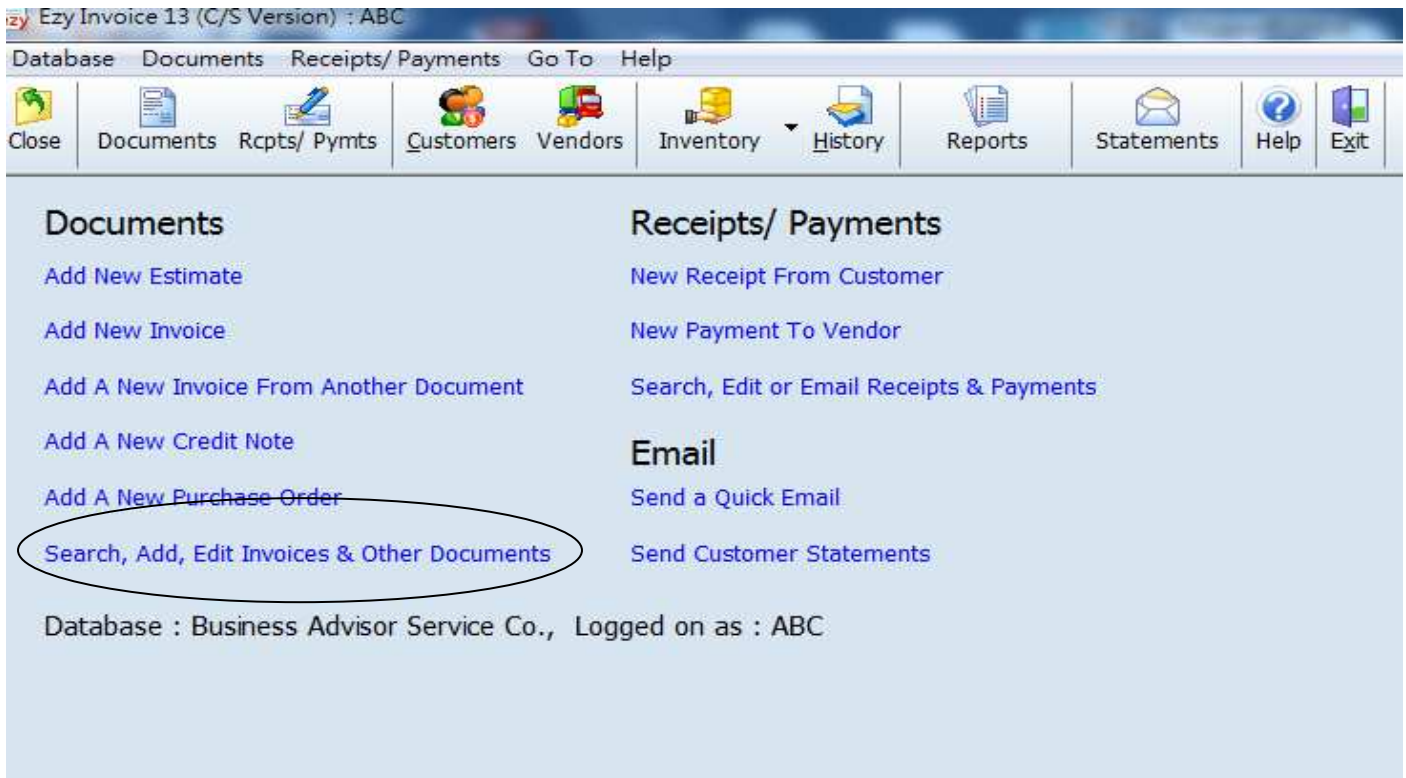 ezy Ezy Invoice 13 (C/S Version) : ABC
Database Documents Receipts/ Payments Go To Help
Close Documents Rcpts/ Pymts Customers Vendors Inventory History Reports Statements Help Exit
Documents
Add New Estimate
Add New Invoice
Add A New Invoice From Another Document
Add A New Credit Note
Add A New Purchase Order
Search, Add, Edit Invoices & Other Documents
Receipts/ Payments
New Receipt From Customer
New Payment To Vendor
Search, Edit or Email Receipts & Payments
Email
Send a Quick Email
Send Customer Statements
Database : Business Advisor Service Co., Logged on as : ABC